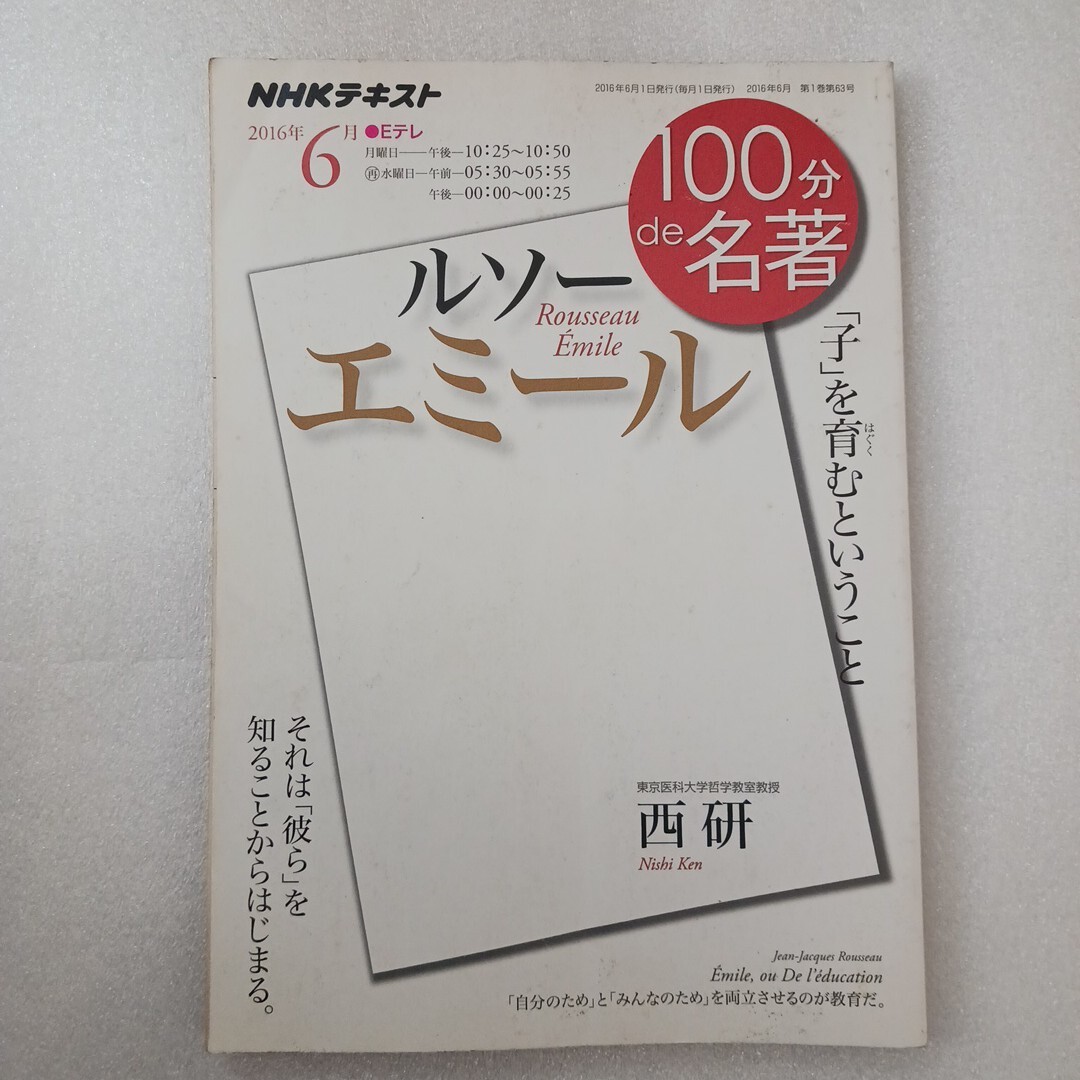 NHKテキスト
2016年6月1日発行(毎月1日発行) 2016年6月 第1巻第63号
2016年6月 ●Eテレ
月曜日――午後―10:25〜10:50
㊊水曜日―午前―05:30〜05:55
午後―00:00〜00:25
100分
de名著
ルソー
Rousseau
Émile
エミール
「子」を育むということ
はぐく
それは「彼ら」を
知ることからはじまる。
東京医科大学哲学教室教授
西 研
Nishi Ken
Jean-Jacques Rousseau
Émile, ou De l'éducation
「自分のため」と「みんなのため」を両立させるのが教育だ。